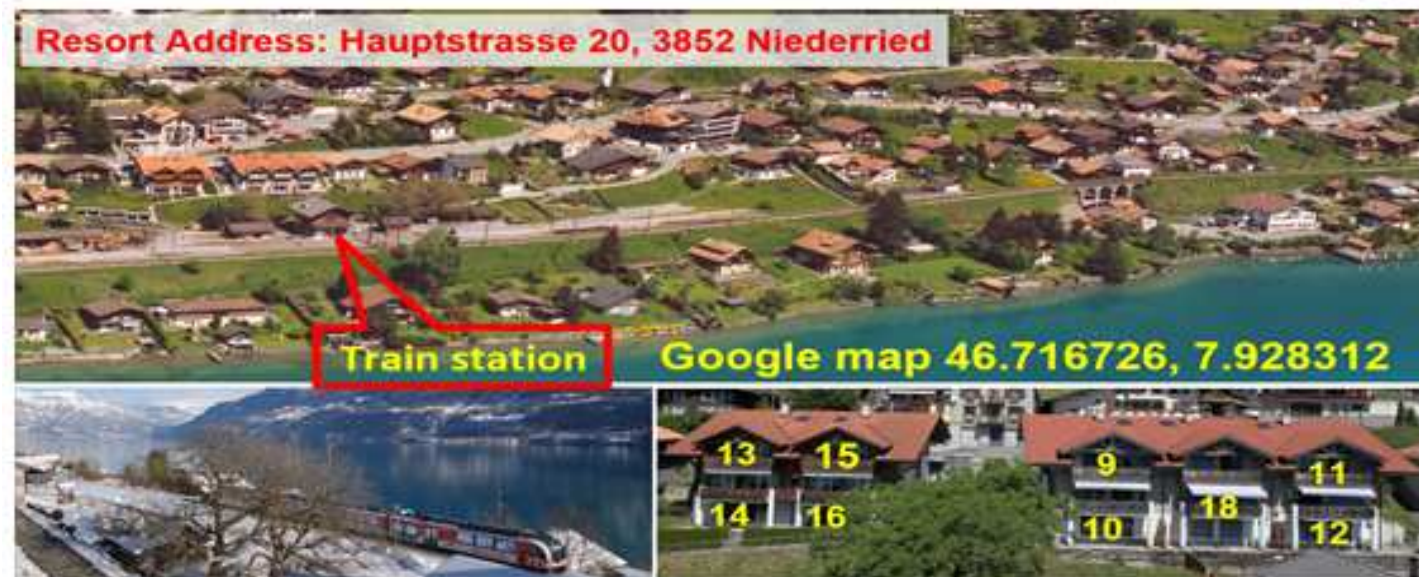 Resort Address: Hauptstrasse 20, 3852 Niederried
Train station
Google map 46.716726, 7.928312
13 15
14 16
9 11
18
10 12